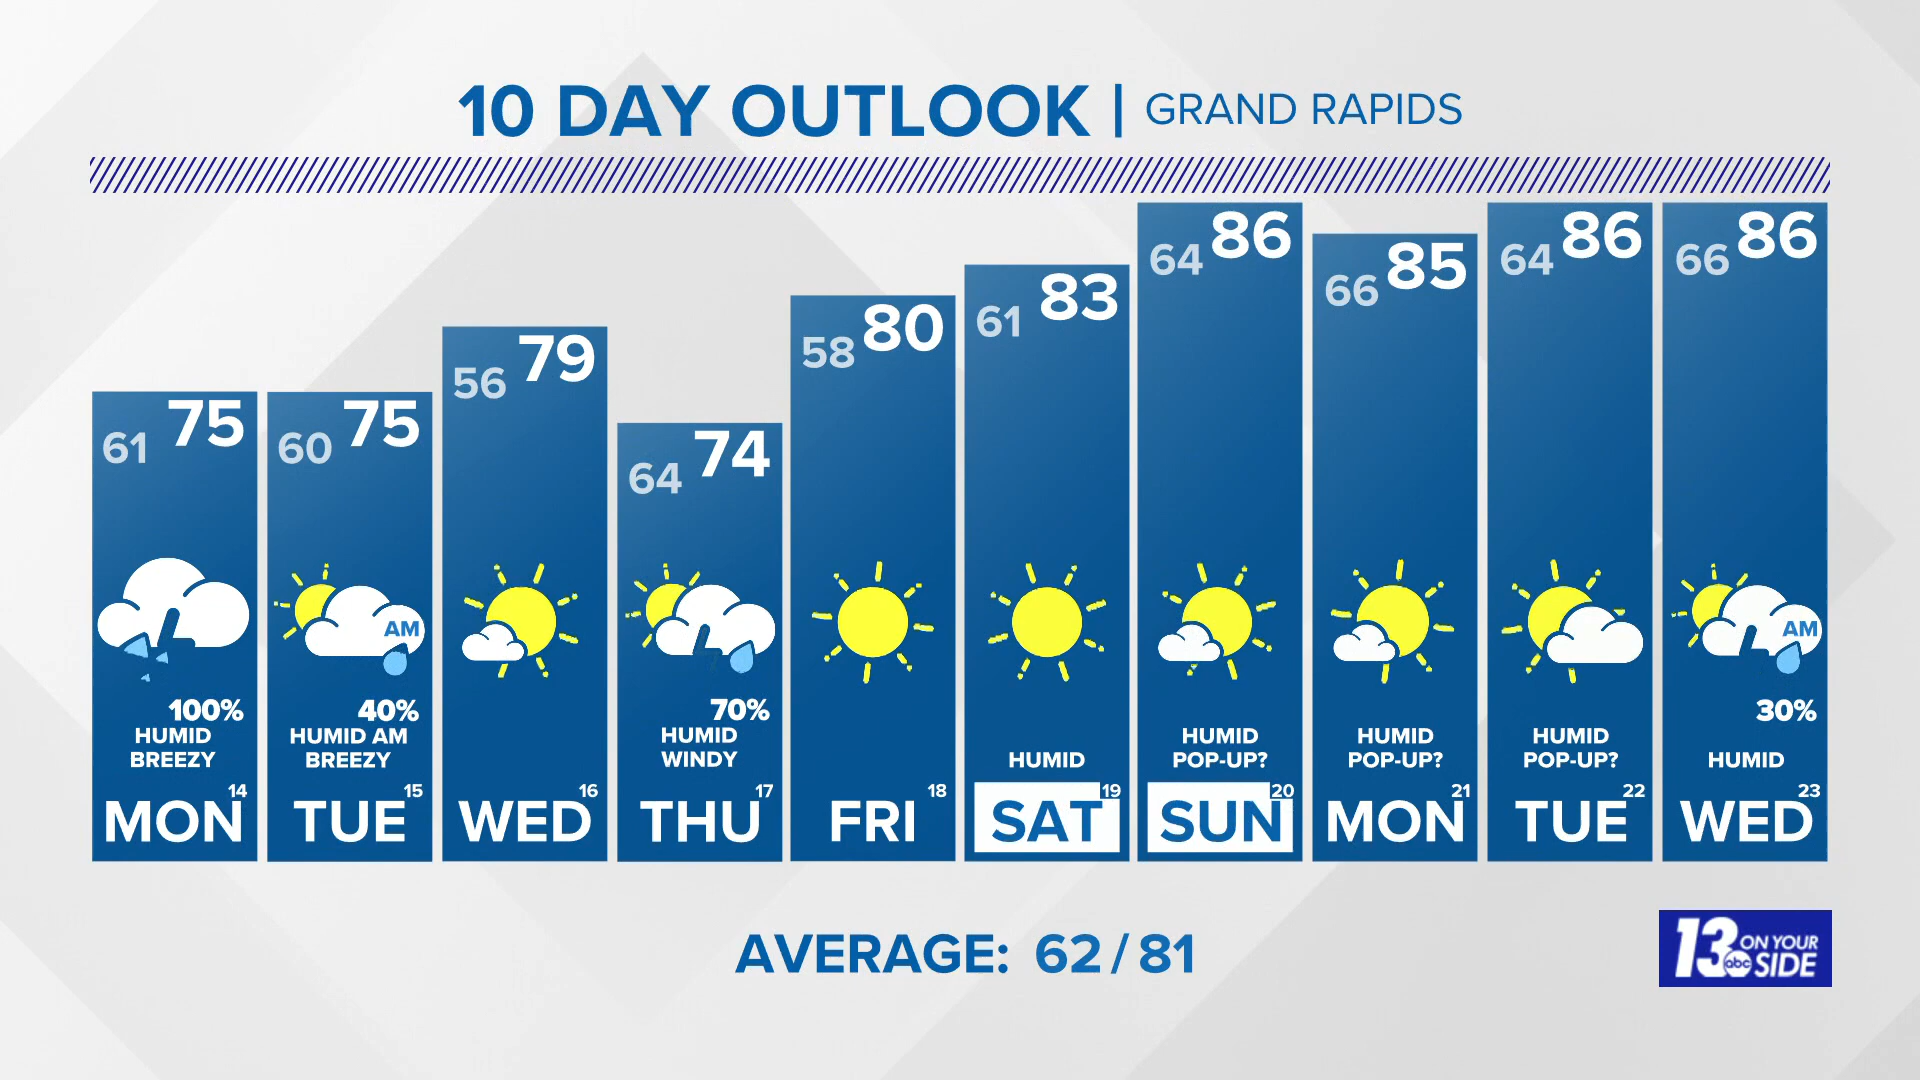 10 DAY OUTLOOK | GRAND RAPIDS
61 75
60 75
56 79
64 74
58 80
61 83
64 86
66 85
64 86
66 86
AM
AM
100%
HUMID
BREEZY
40%
HUMID AM
BREEZY
70%
HUMID
WINDY
HUMID
HUMID
POP-UP?
HUMID
POP-UP?
HUMID
POP-UP?
30%
HUMID
MON 14
TUE 15
WED 16
THU 17
FRI 18
SAT 19
SUN 20
MON 21
TUE 22
WED 23
AVERAGE: 62 / 81
13 abc ON YOUR
SIDE